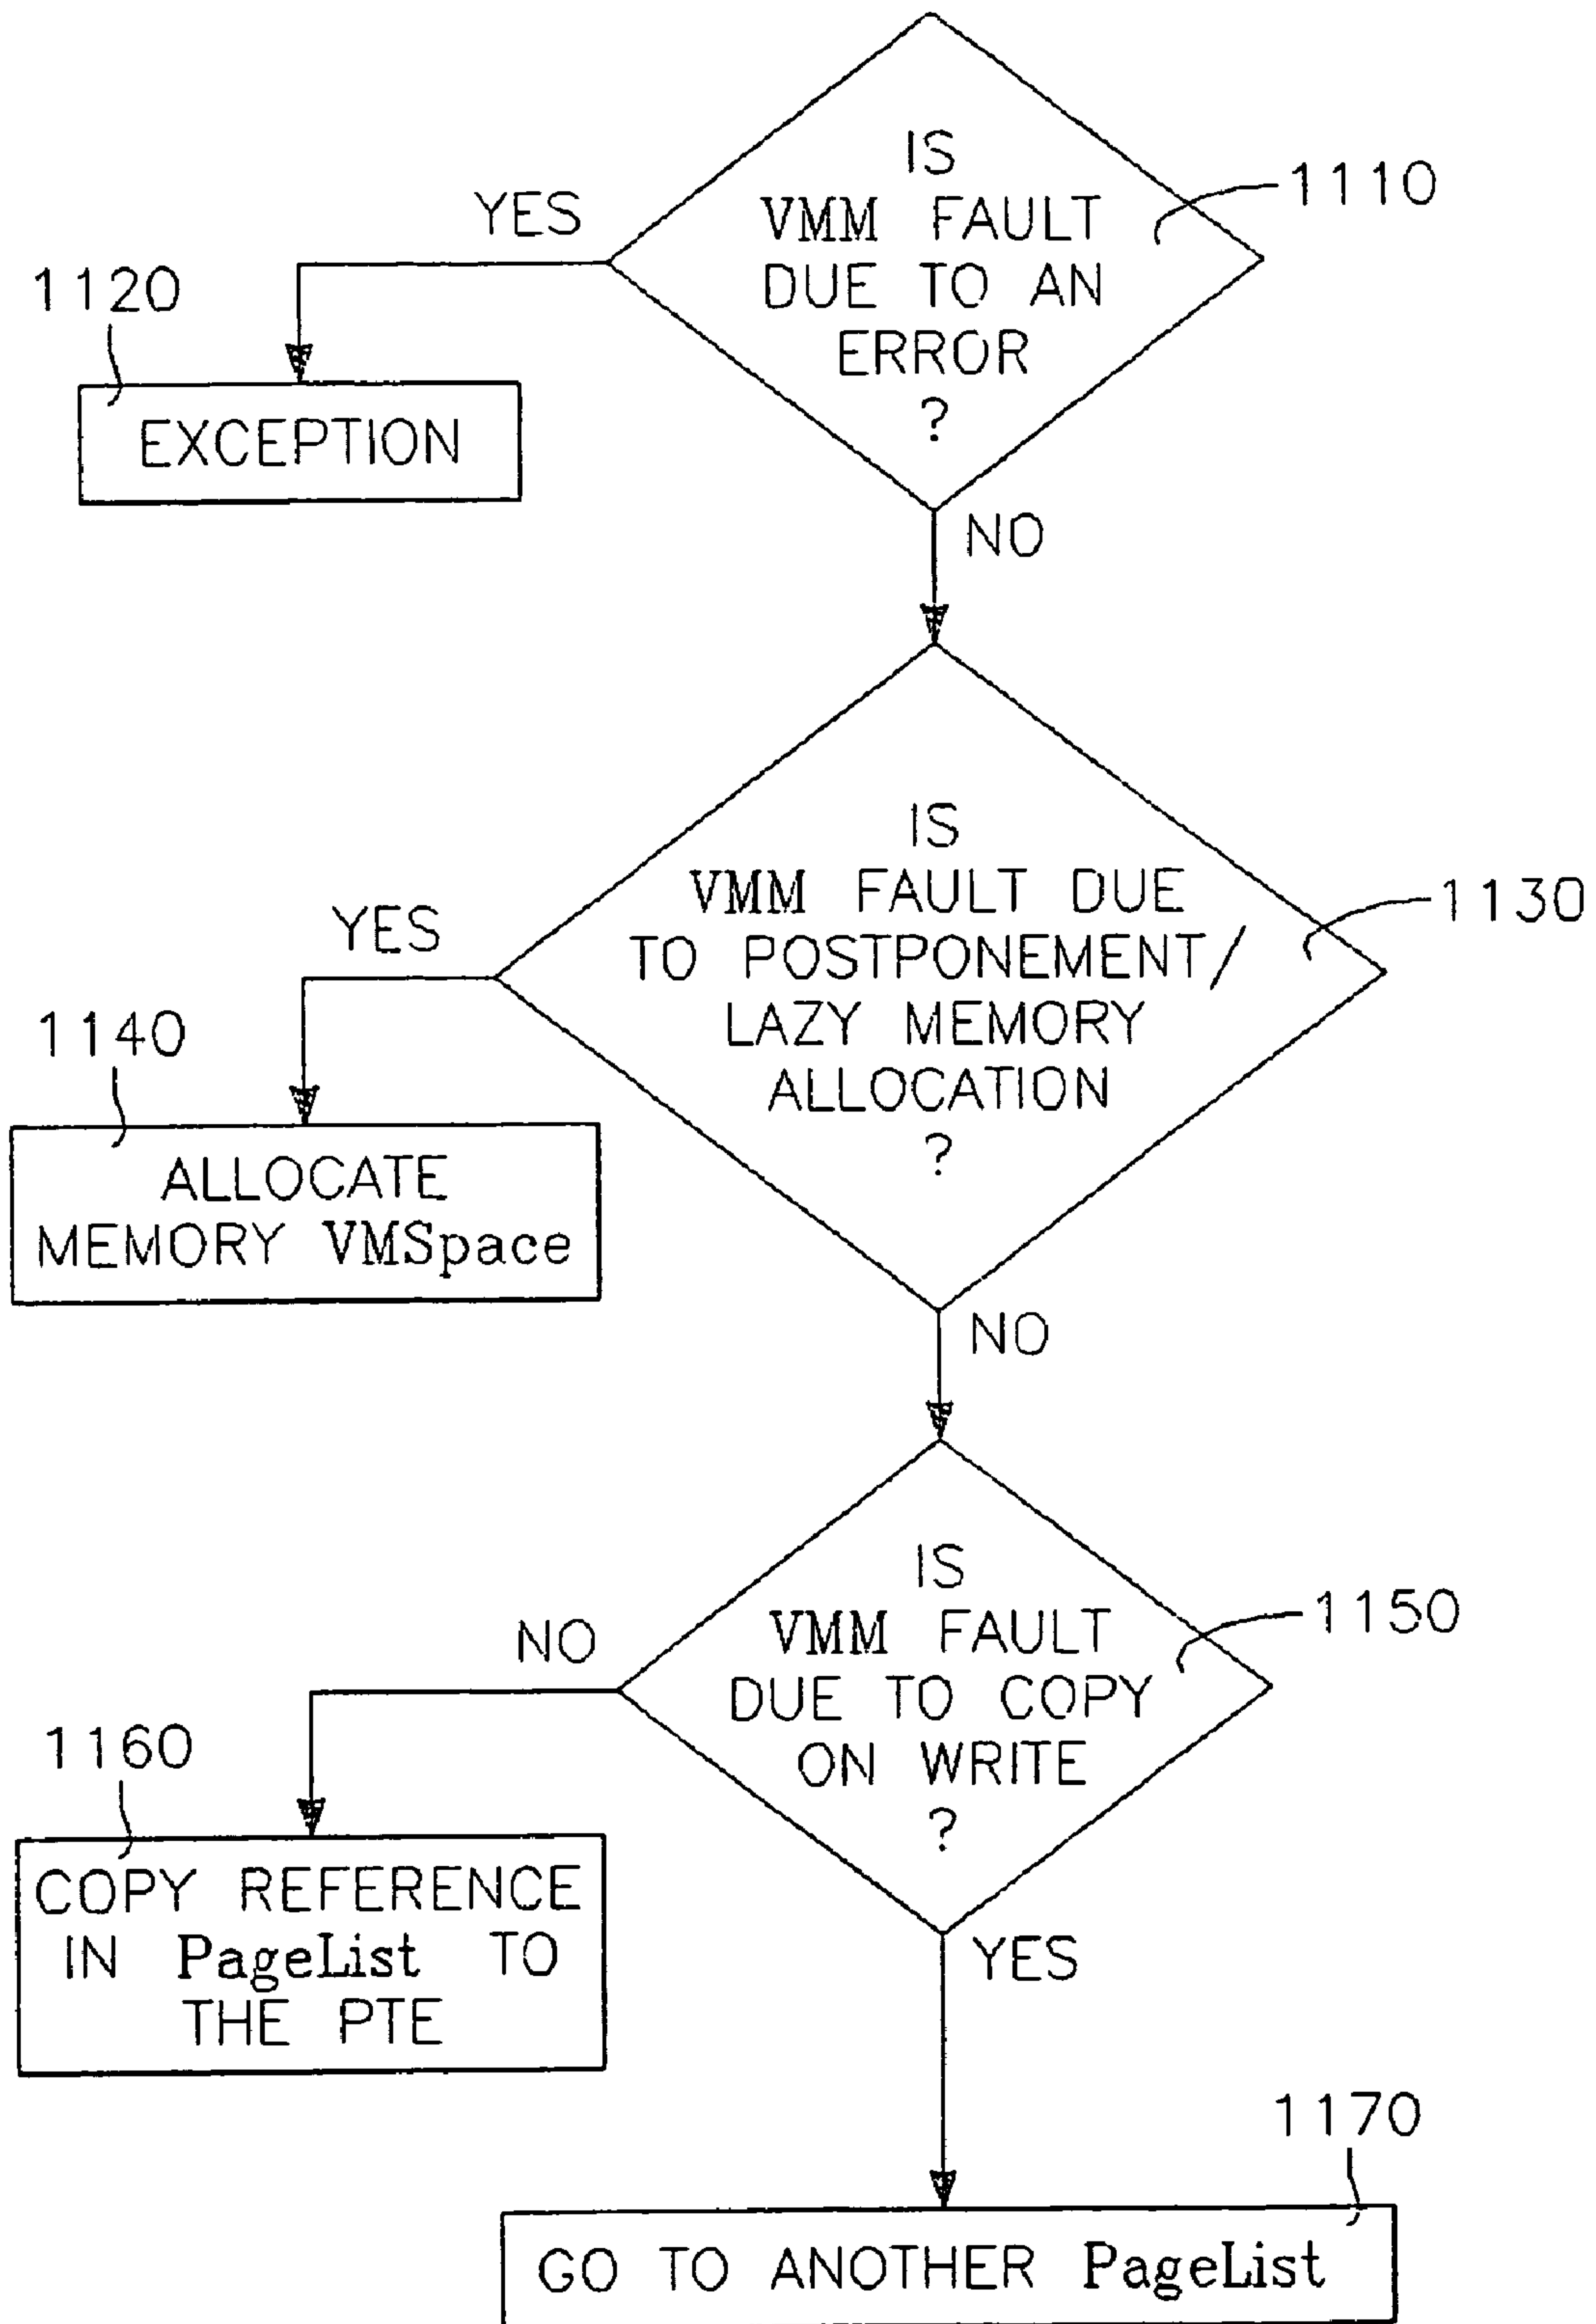 IS
VMM FAULT
DUE TO AN
ERROR
?
1110
YES
1120
EXCEPTION
NO
IS
VMM FAULT DUE
TO POSTPONEMENT/
LAZY MEMORY
ALLOCATION
?
1130
YES
1140
ALLOCATE
MEMORY VMSpace
NO
IS
VMM FAULT
DUE TO COPY
ON WRITE
?
1150
NO
1160
COPY REFERENCE
IN PageList TO
THE PTE
YES
1170
GO TO ANOTHER PageList